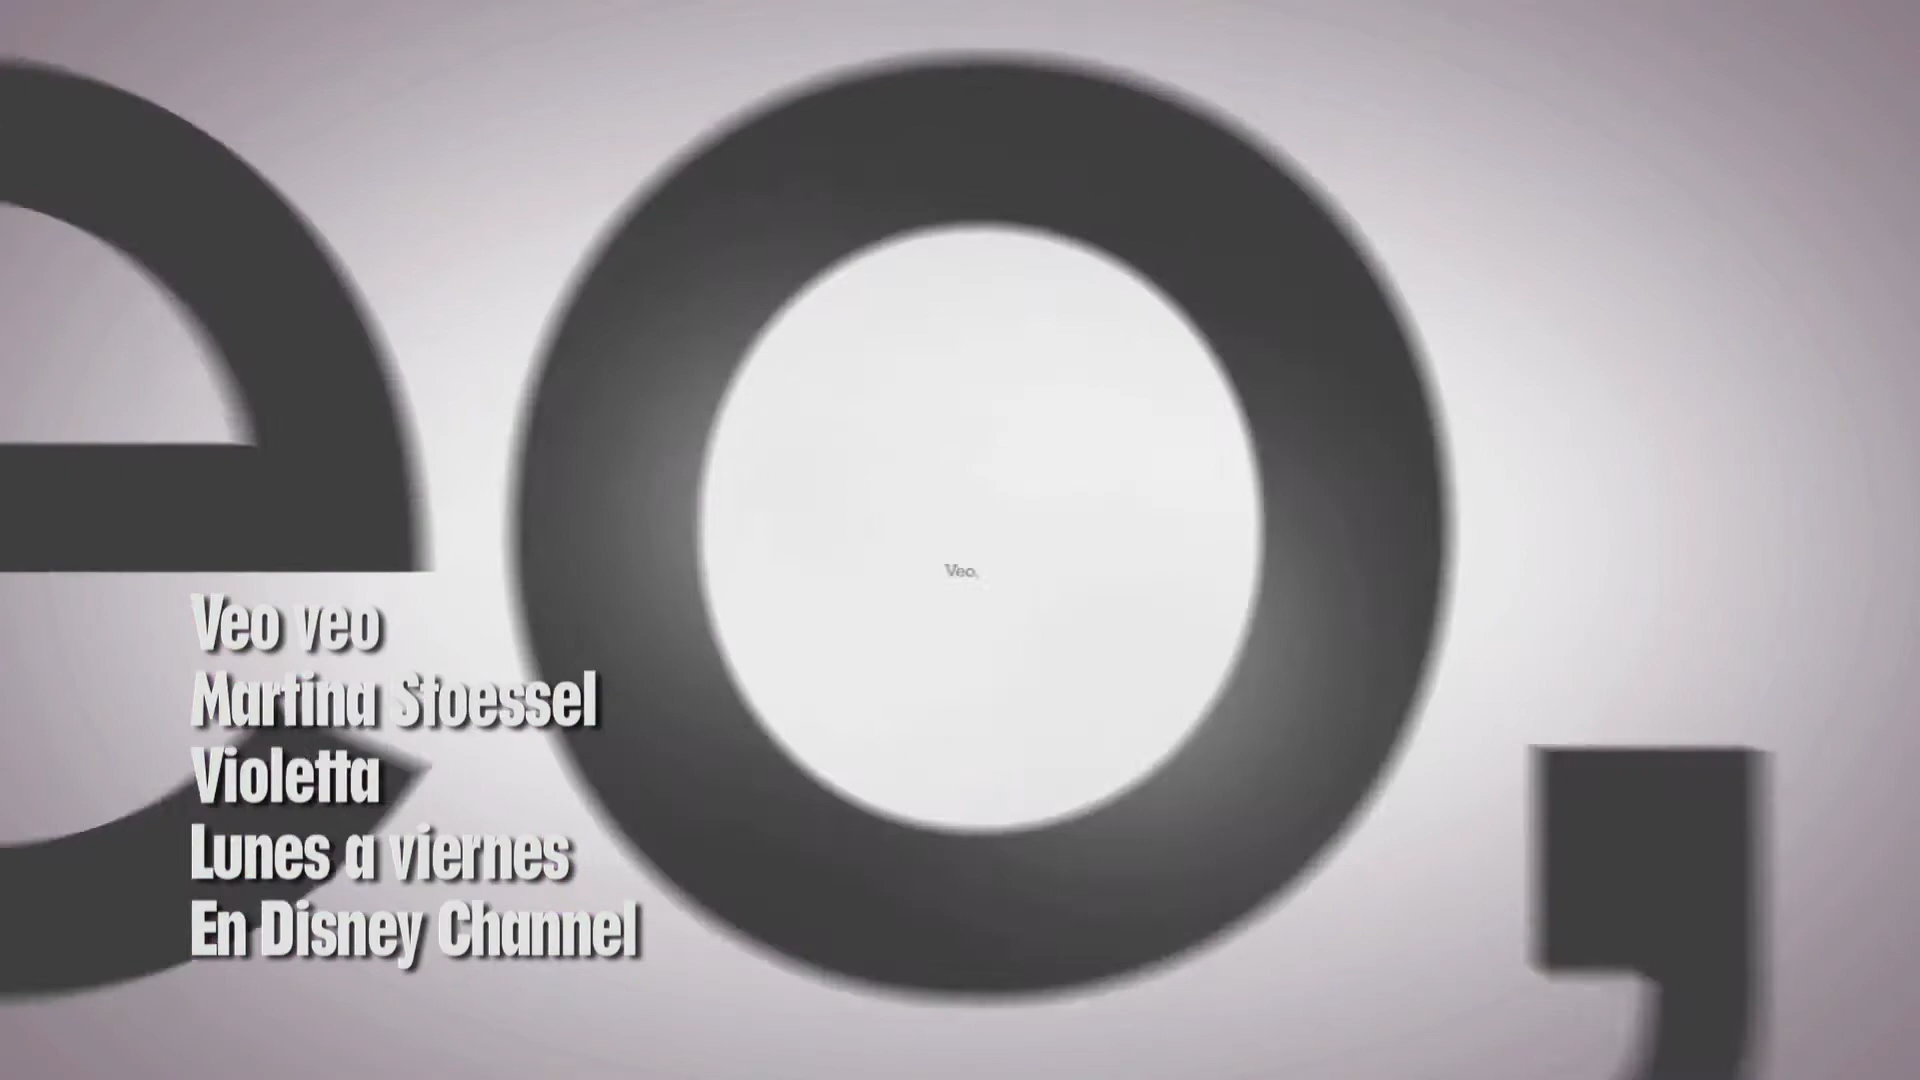 eo,
Veo,
Veo veo
Martina Stoessel
Violetta
Lunes a viernes
En Disney Channel